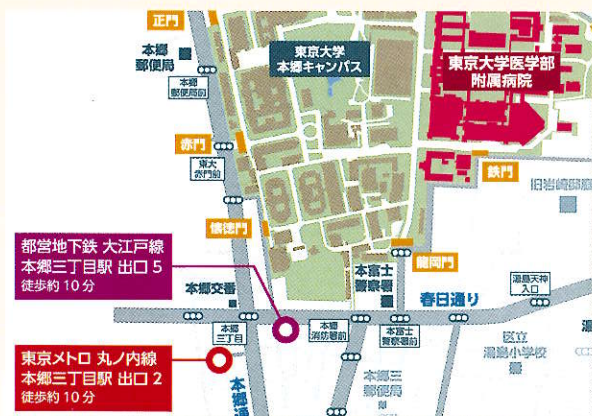 正門
本郷
郵便局
本郷
郵便局前
東京大学
本郷キャンパス
東京大学医学部
附属病院
赤門
東大
赤門前
鉄門
旧岩崎邸庭
懐徳門
龍岡門
都営地下鉄 大江戸線
本郷三丁目駅 出口 5
徒歩約 10 分
本郷交番
本富士
警察署
春日通り
湯島天神
入口
本郷
三丁目
本郷
消防署前
本富士
警察署前
区立
湯島小学校
湯
東京メトロ 丸ノ内線
本郷三丁目駅 出口 2
徒歩約 10 分
本郷通
本郷三
郵便局